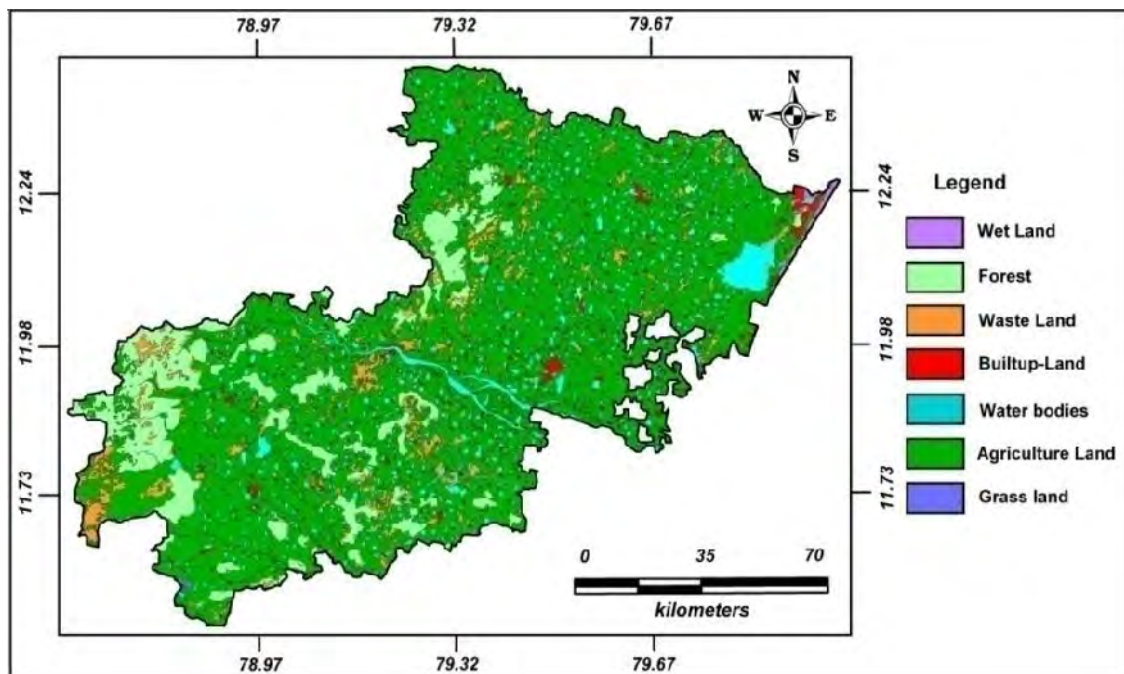 78.97 79.32 79.67
N
W E
S
12.24 12.24
11.98 11.98
11.73 11.73
Legend
Wet Land
Forest
Waste Land
Builtup-Land
Water bodies
Agriculture Land
Grass land
0 35 70
kilometers
78.97 79.32 79.67